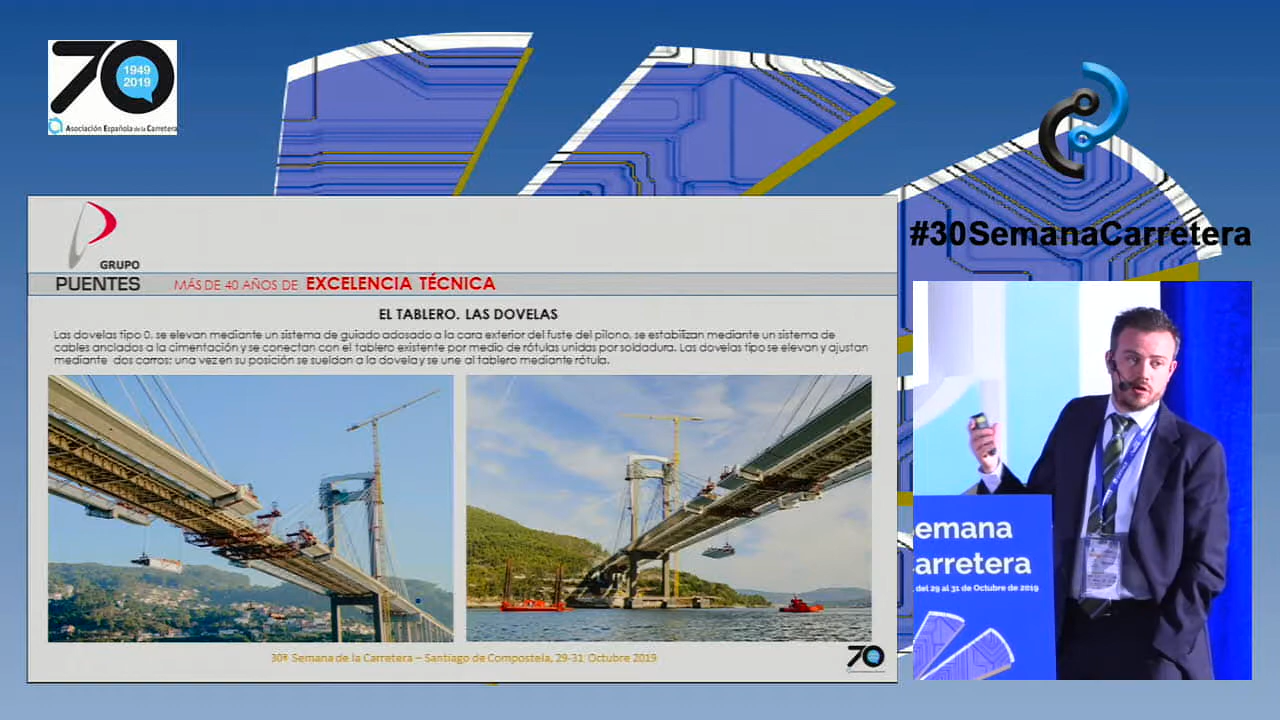 70
1949
2019
Asociación Española de la Carretera
#30SemanaCarretera
GRUPO
PUENTES
MÁS DE 40 AÑOS DE EXCELENCIA TÉCNICA
EL TABLERO. LAS DOVELAS
Las dovelas tipo 0, se elevan mediante un sistema de guiado adosado a la cara exterior del fuste del pilono, se estabilizan mediante un sistema de
cables anclados a la cimentación y se conectan con el tablero existente por medio de rótulas unidas por soldadura. Las dovelas tipo se elevan y ajustan
mediante dos carros; una vez en su posición se sueldan a la dovela y se une al tablero mediante rótula.
30ª Semana de la Carretera – Santiago de Compostela, 29-31 Octubre 2019
70
emana
arretera
del 29 al 31 de Octubre de 2019